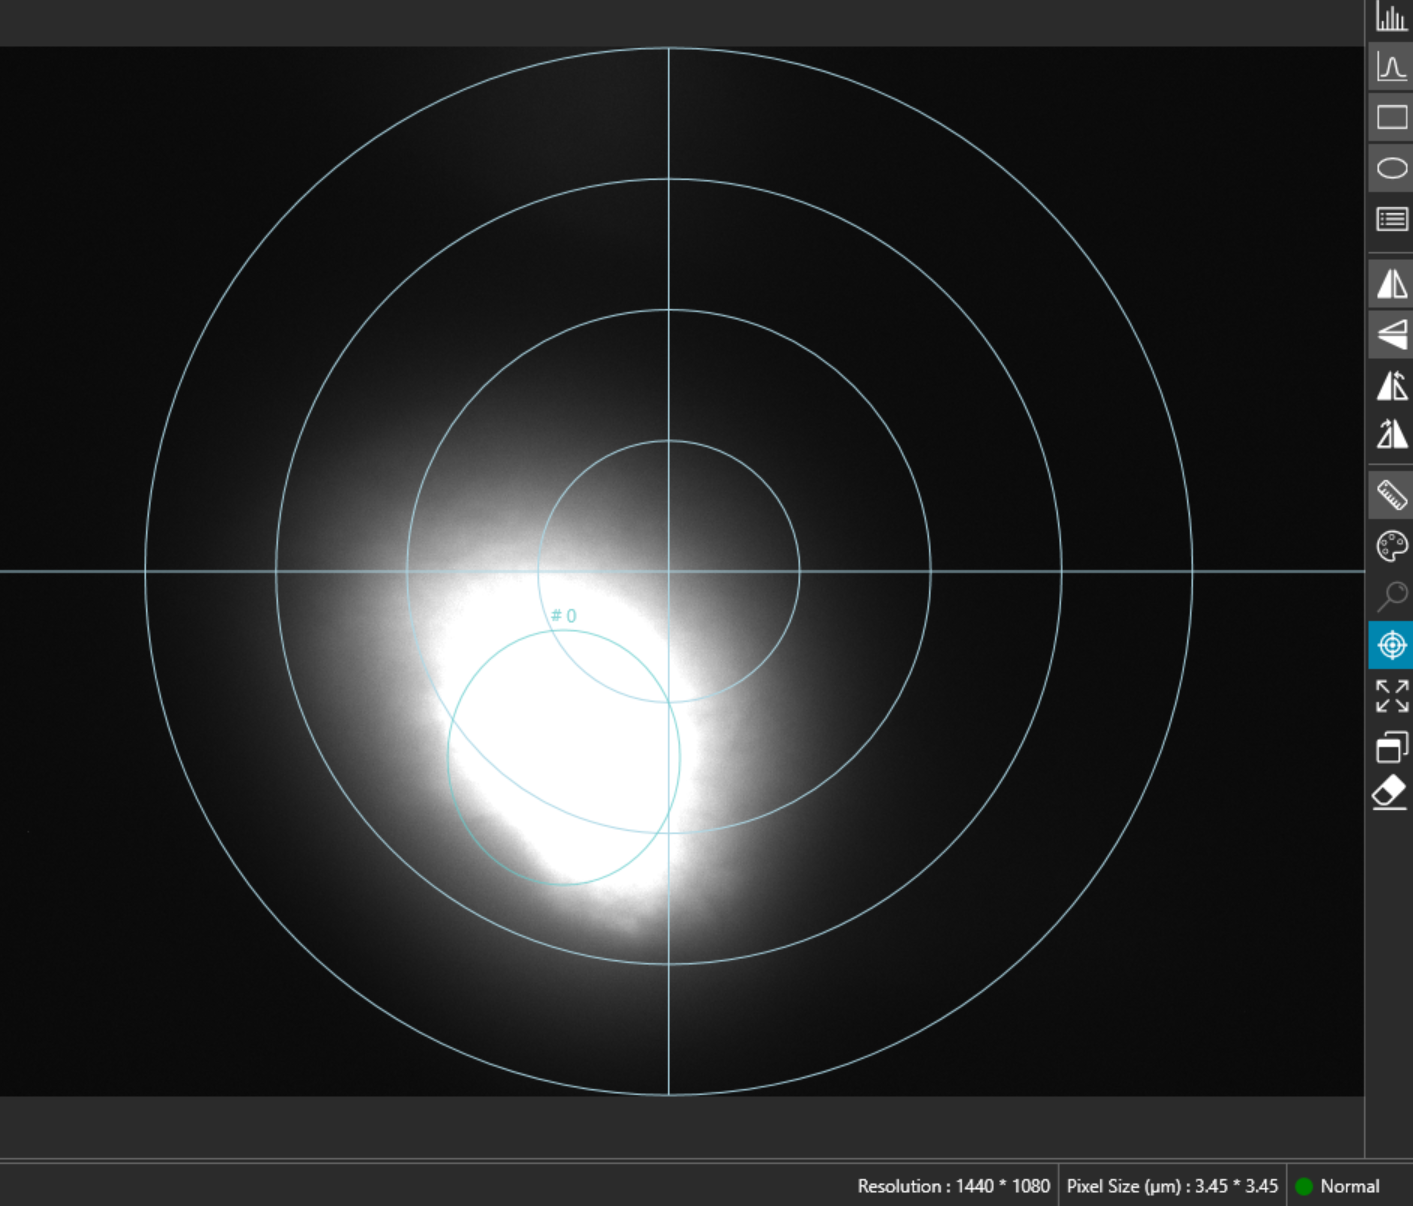 # 0
Resolution : 1440 * 1080
Pixel Size (μm) : 3.45 * 3.45
Normal